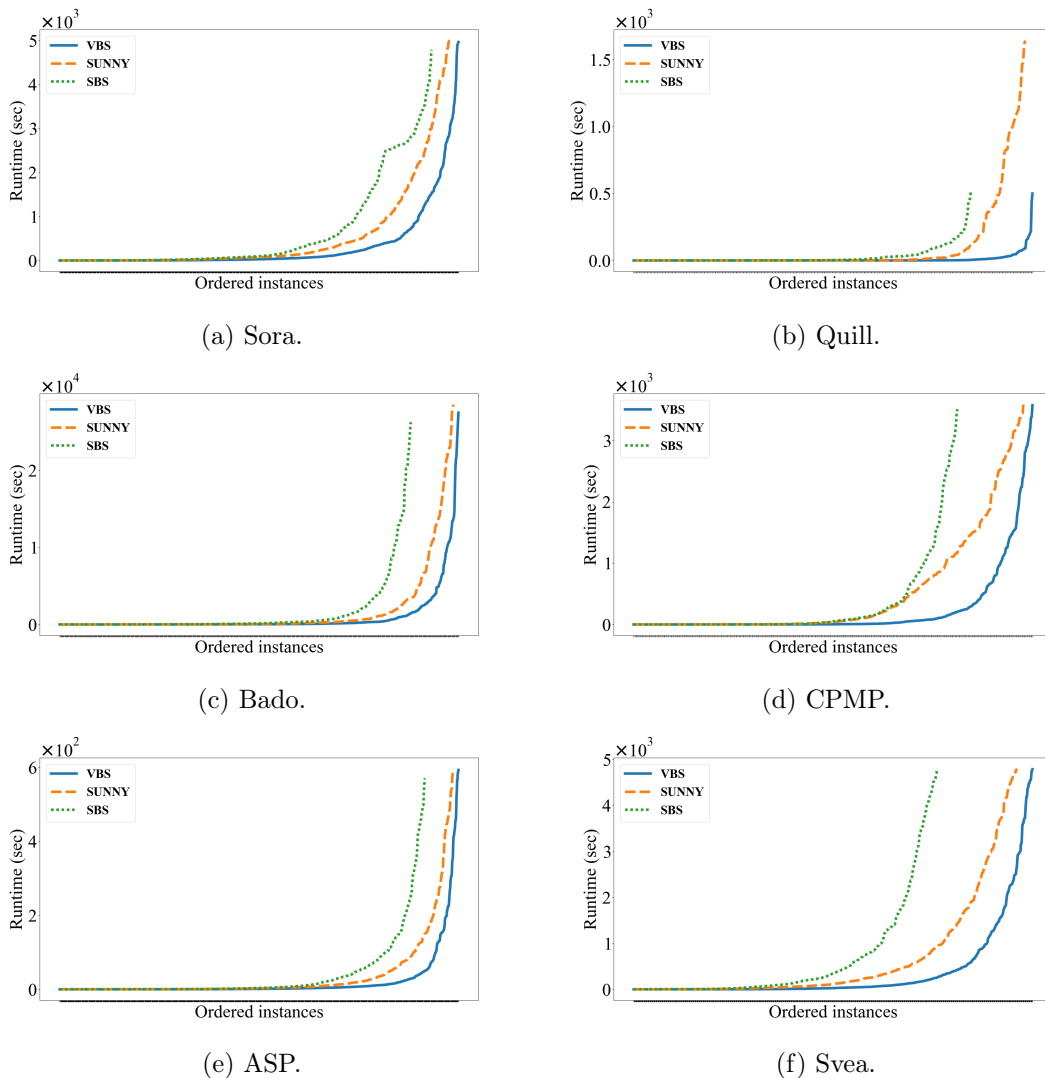 ×10³
5
4
3
2
1
0
Runtime (sec)
VBS
SUNNY
SBS
Ordered instances
(a) Sora.
×10³
1.5
1.0
0.5
0.0
Runtime (sec)
VBS
SUNNY
SBS
Ordered instances
(b) Quill.
×10⁴
2
1
0
Runtime (sec)
VBS
SUNNY
SBS
Ordered instances
(c) Bado.
×10³
3
2
1
0
Runtime (sec)
VBS
SUNNY
SBS
Ordered instances
(d) CPMP.
×10²
6
4
2
0
Runtime (sec)
VBS
SUNNY
SBS
Ordered instances
(e) ASP.
×10³
5
4
3
2
1
0
Runtime (sec)
VBS
SUNNY
SBS
Ordered instances
(f) Svea.